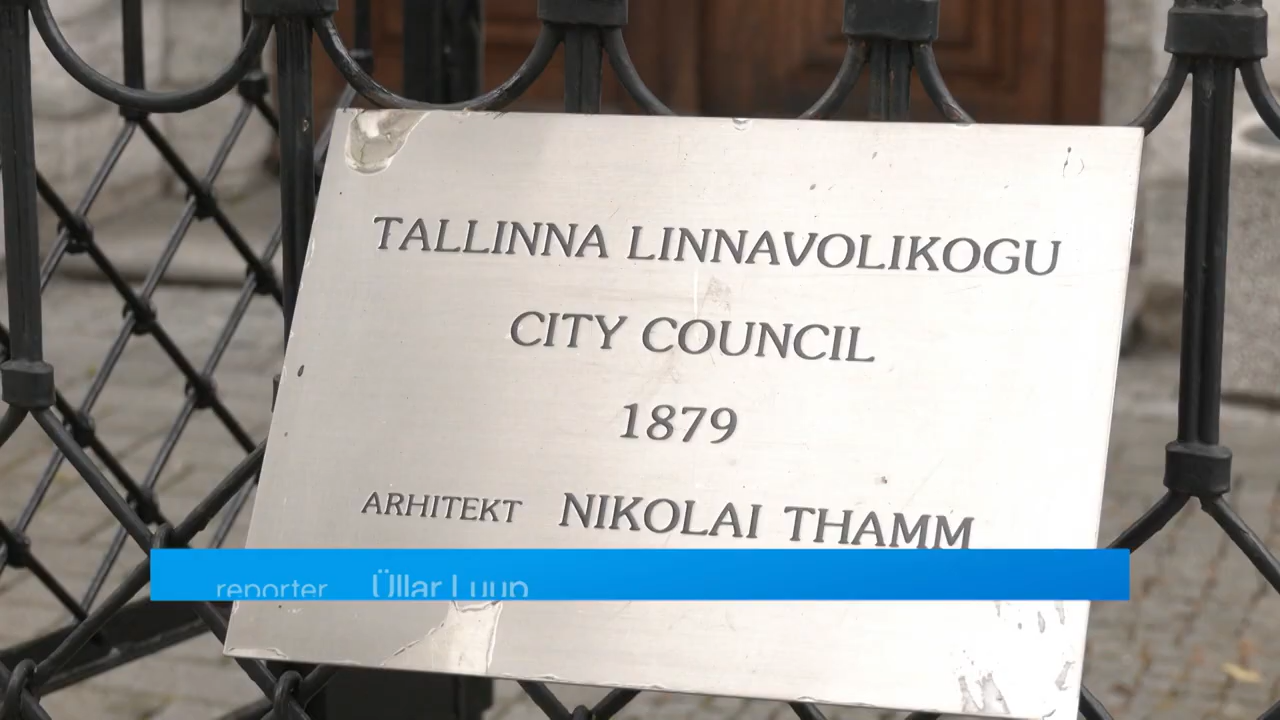 TALLINNA LINNAVOLIKOGU
CITY COUNCIL
1879
ARHITEKT NIKOLAI THAMM
reporter Üllar Luup